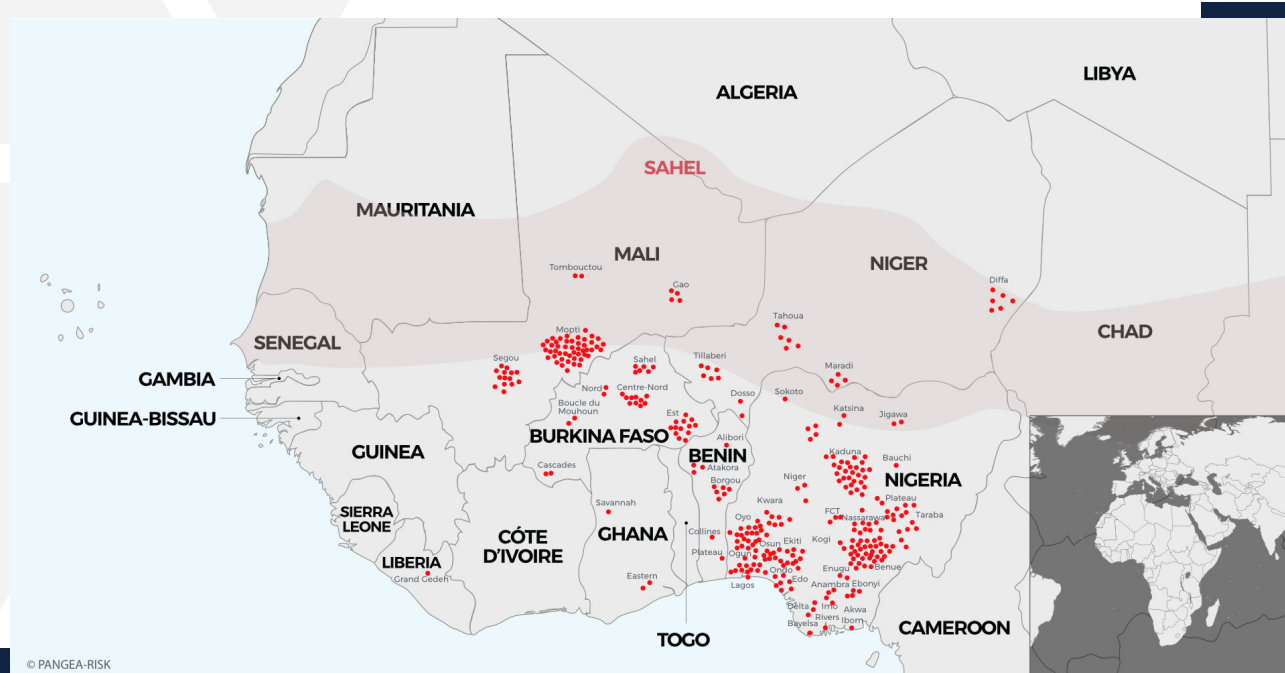 LIBYA
ALGERIA
SAHEL
MAURITANIA
MALI
NIGER
Tombouctou
Gao
Diffa
Tahoua
CHAD
Mopti
SENEGAL
Segou
Sahel
Tillaberi
Maradi
GAMBIA
Nord
Centre-Nord
Dosso
Sokoto
Boucle du
Mouhoun
Est
Katsina
Jigawa
GUINEA-BISSAU
BURKINA FASO
Alibori
GUINEA
BENIN
Kaduna
Bauchi
Cascades
Atakora
Borgou
Niger
NIGERIA
Savannah
Kwara
Plateau
SIERRA
LEONE
Oyo
FCT
Nassarawa
Taraba
CÔTE
D'IVOIRE
GHANA
Collines
Osun
Ekiti
Kogi
LIBERIA
Plateau
Ogun
Grand Gedeh
Eastern
Ondo
Enugu
Benue
Lagos
Edo
Anambra
Ebonyi
Delta
Imo
Akwa
Ibom
Rivers
Bayelsa
TOGO
CAMEROON
© PANGEA-RISK